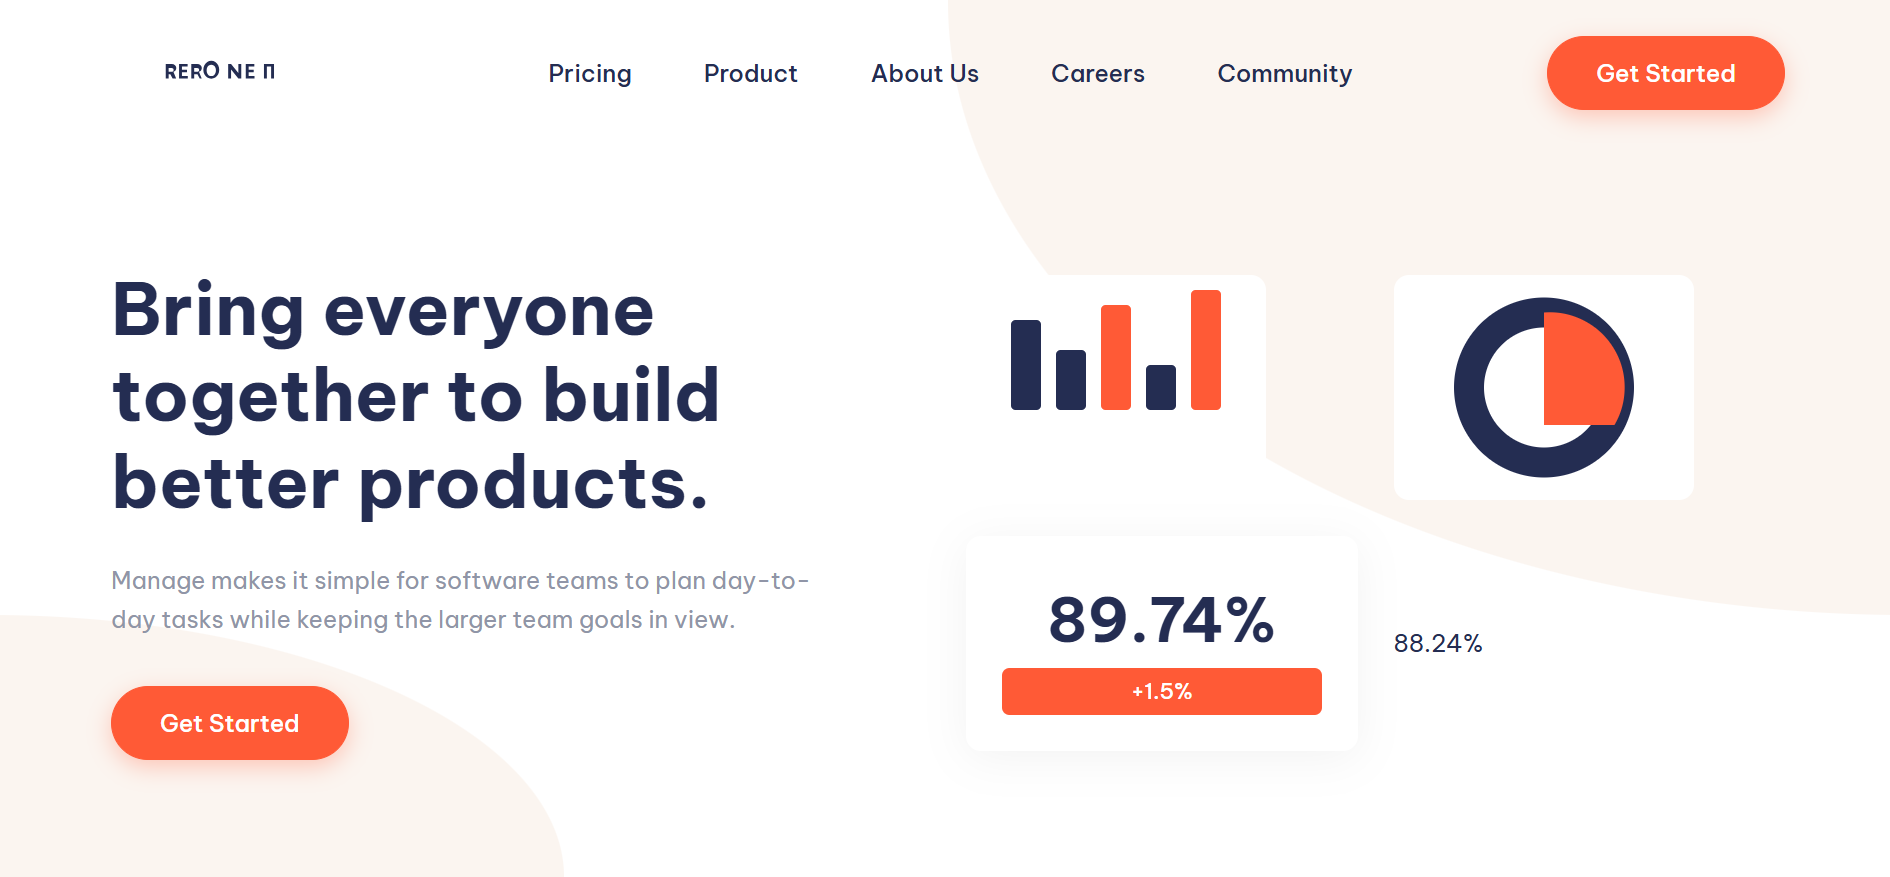 RERO NE Π
Pricing
Product
About Us
Careers
Community
Get Started
Bring everyone
together to build
better products.
Manage makes it simple for software teams to plan day-to-
day tasks while keeping the larger team goals in view.
Get Started
89.74%
+1.5%
88.24%